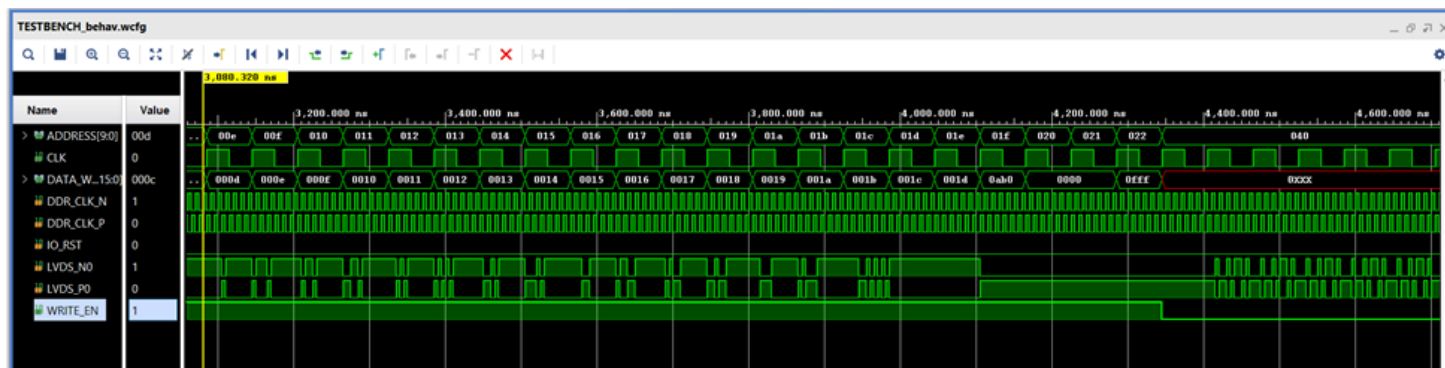 TESTBENCH_behav.wcfg
3,080.320 ns
Name Value
3,200.000 ns 3,400.000 ns 3,600.000 ns 3,800.000 ns 4,000.000 ns 4,200.000 ns 4,400.000 ns 4,600.000 ns
ADDRESS[9:0] 00d .. 00e 00f 010 011 012 013 014 015 016 017 018 019 01a 01b 01c 01d 01e 01f 020 021 022 040
CLK 0
DATA_W...15:0] 000c .. 000d 000e 000f 0010 0011 0012 0013 0014 0015 0016 0017 0018 0019 001a 001b 001c 001d 0ab0 0000 0fff 0XXX
DDR_CLK_N 1
DDR_CLK_P 0
IO_RST 0
LVDS_N0 1
LVDS_P0 0
WRITE_EN 1